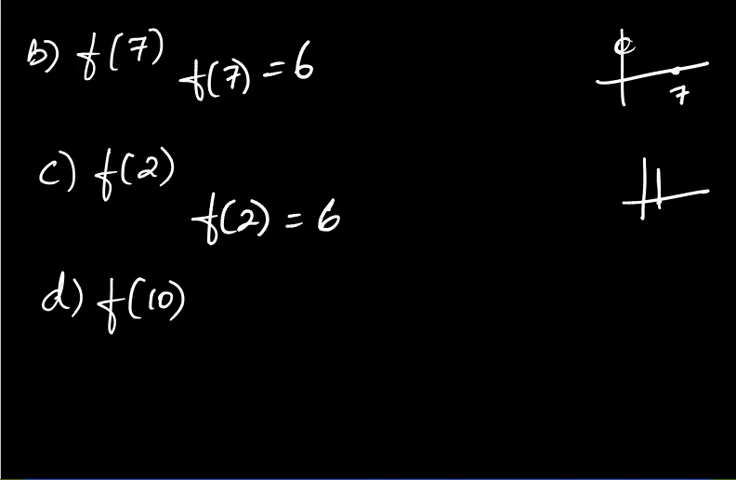 b) f(7) f(7) = 6
7
c) f(2)
f(2) = 6
d) f(10)